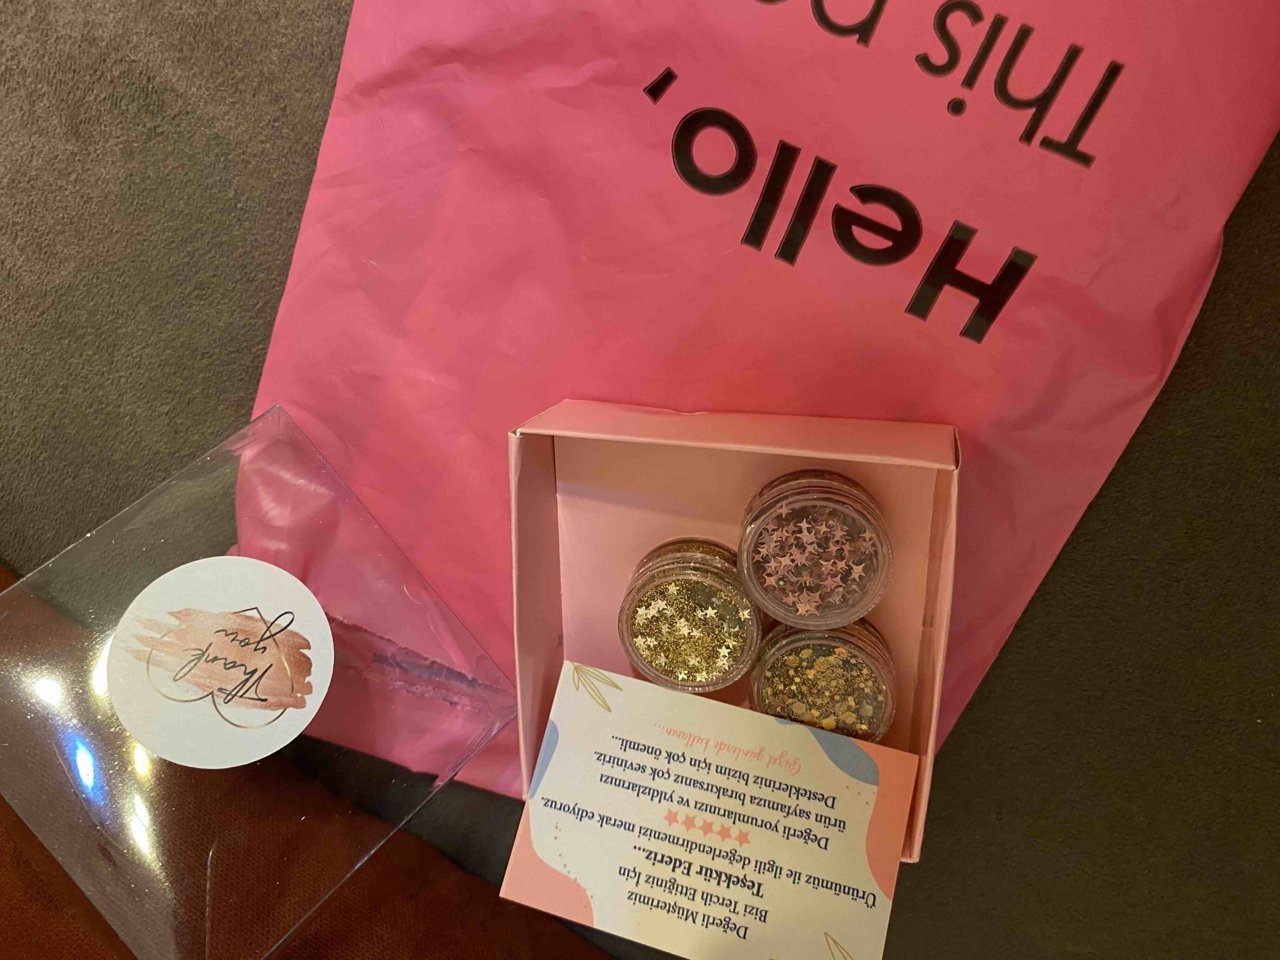 Hello,
This
Thank
you
Değerli Müşterimiz
Bizi Tercih Ettiğiniz İçin
Teşekkür Ederiz...
Ürünümüz ile ilgili değerlendirmenizi merak ediyoruz.
Değerli yorumlarınızı ve yıldızlarınızı
ürün sayfamıza bırakırsanız çok seviniriz.
Destekleriniz bizim için çok önemli...
Güzel günlerde kullanın...